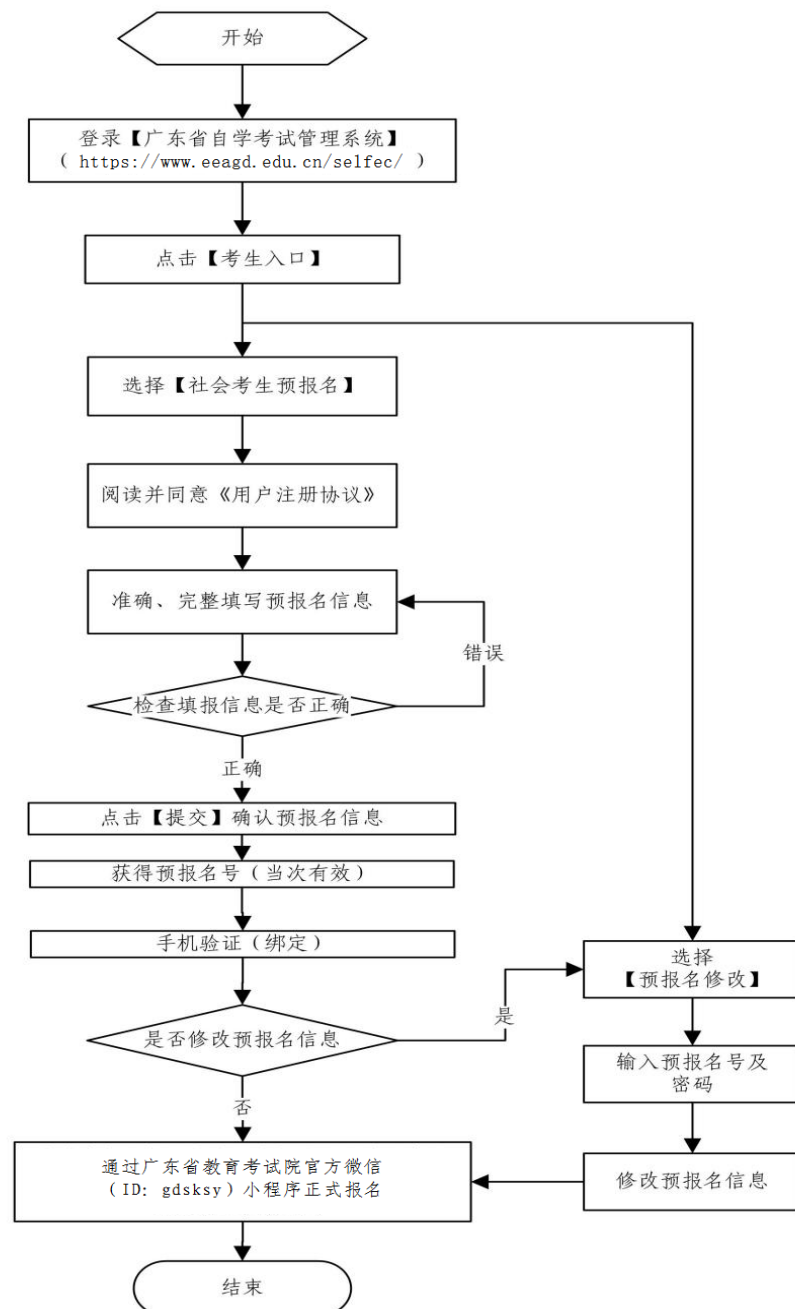 开始
登录【广东省自学考试管理系统】
( https://www.eeagd.edu.cn/selfec/ )
点击【考生入口】
选择【社会考生预报名】
阅读并同意《用户注册协议》
准确、完整填写预报名信息
错误
检查填报信息是否正确
正确
点击【提交】确认预报名信息
获得预报名号（当次有效）
手机验证（绑定）
选择
【预报名修改】
是
是否修改预报名信息
输入预报名号及
密码
否
通过广东省教育考试院官方微信
（ID: gdsksy）小程序正式报名
修改预报名信息
结束